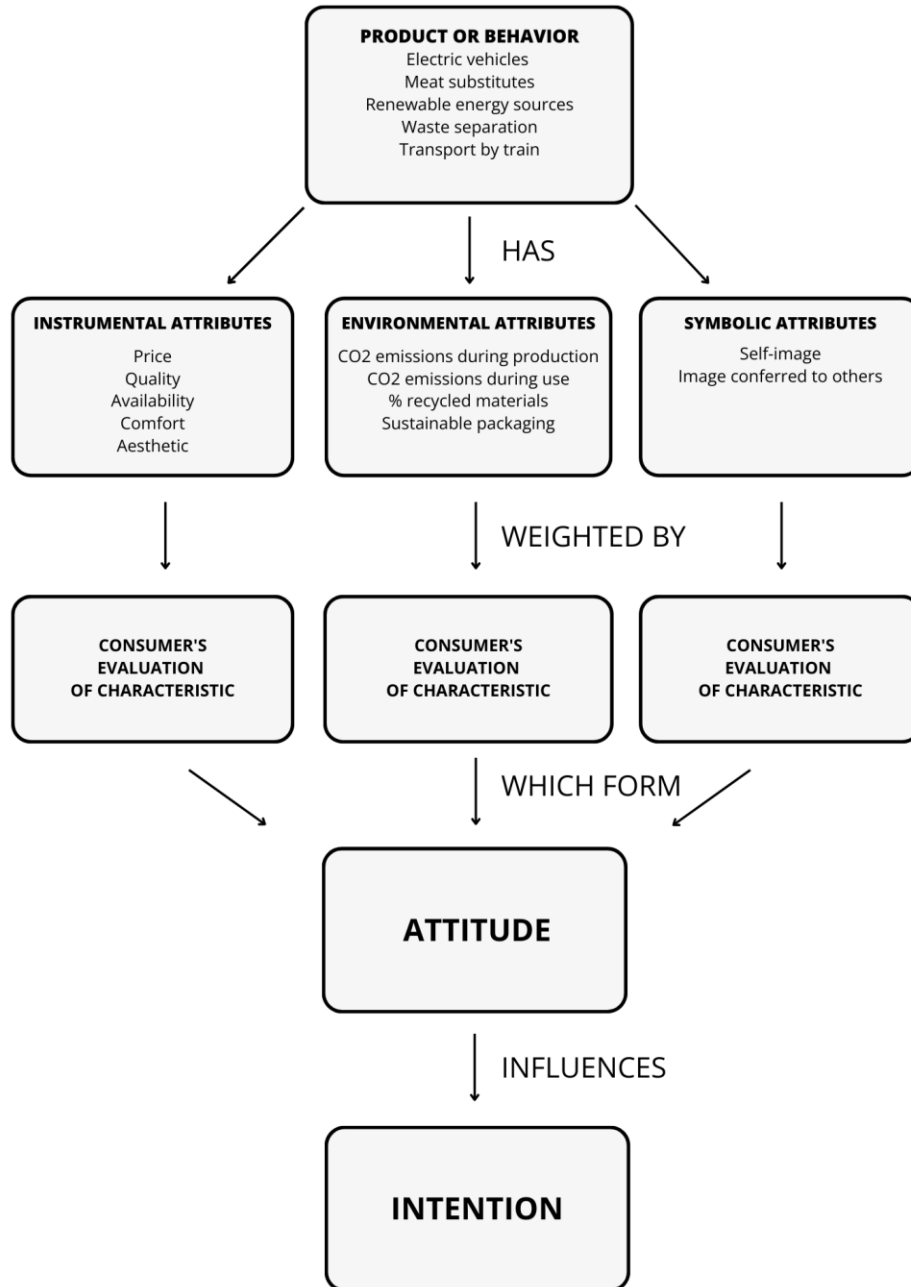 PRODUCT OR BEHAVIOR
Electric vehicles
Meat substitutes
Renewable energy sources
Waste separation
Transport by train
HAS
INSTRUMENTAL ATTRIBUTES
Price
Quality
Availability
Comfort
Aesthetic
ENVIRONMENTAL ATTRIBUTES
CO2 emissions during production
CO2 emissions during use
% recycled materials
Sustainable packaging
SYMBOLIC ATTRIBUTES
Self-image
Image conferred to others
WEIGHTED BY
CONSUMER'S
EVALUATION
OF CHARACTERISTIC
CONSUMER'S
EVALUATION
OF CHARACTERISTIC
CONSUMER'S
EVALUATION
OF CHARACTERISTIC
WHICH FORM
ATTITUDE
INFLUENCES
INTENTION